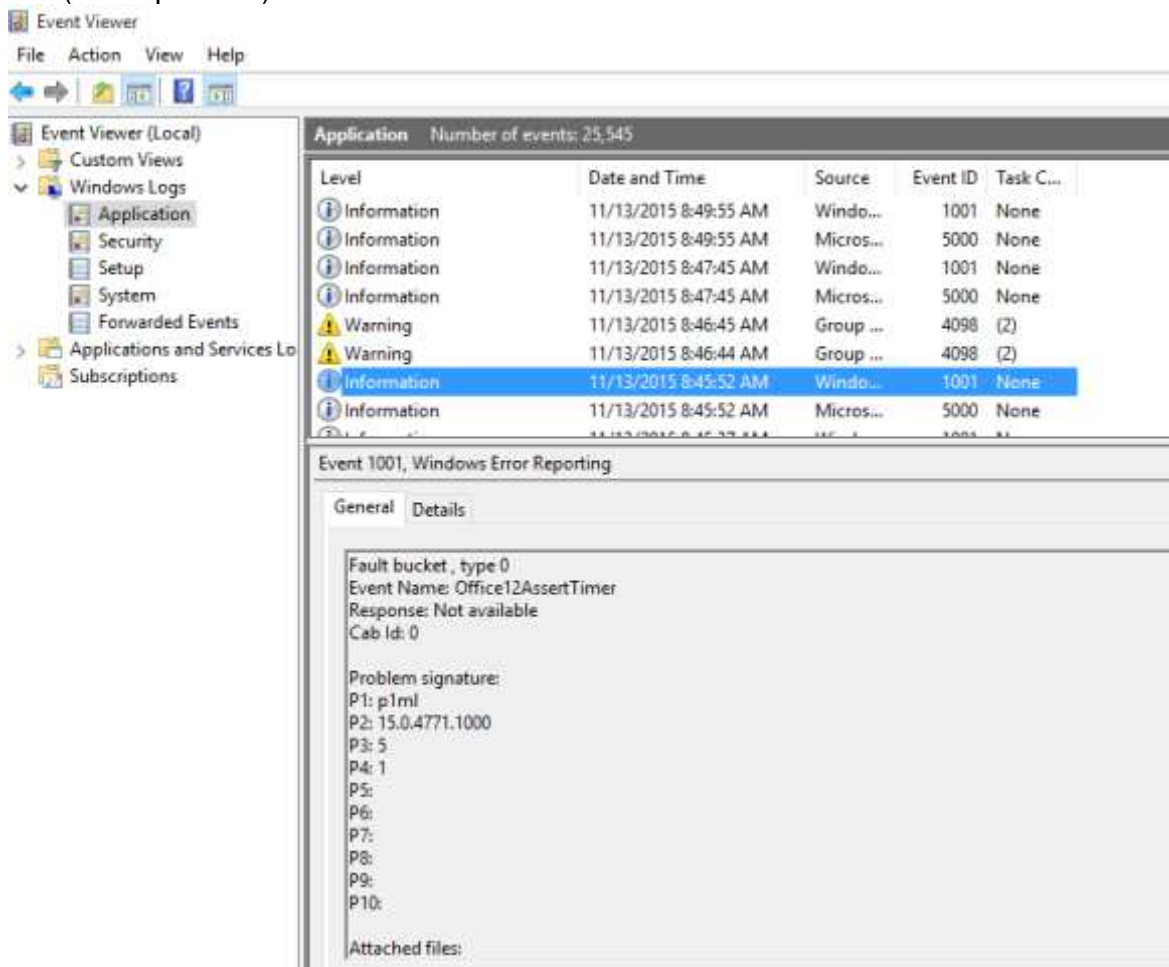 Event Viewer
File Action View Help
Event Viewer (Local)
Custom Views
Windows Logs
Application
Security
Setup
System
Forwarded Events
Applications and Services Lo
Subscriptions
Application Number of events: 25,545
Level Date and Time Source Event ID Task C...
Information 11/13/2015 8:49:55 AM Windo... 1001 None
Information 11/13/2015 8:49:55 AM Micros... 5000 None
Information 11/13/2015 8:47:45 AM Windo... 1001 None
Information 11/13/2015 8:47:45 AM Micros... 5000 None
Warning 11/13/2015 8:46:45 AM Group ... 4098 (2)
Warning 11/13/2015 8:46:44 AM Group ... 4098 (2)
Information 11/13/2015 8:45:52 AM Windo... 1001 None
Information 11/13/2015 8:45:52 AM Micros... 5000 None
Event 1001, Windows Error Reporting
General Details
Fault bucket , type 0
Event Name: Office12AssertTimer
Response: Not available
Cab Id: 0
Problem signature:
P1: p1ml
P2: 15.0.4771.1000
P3: 5
P4: 1
P5:
P6:
P7:
P8:
P9:
P10:
Attached files: